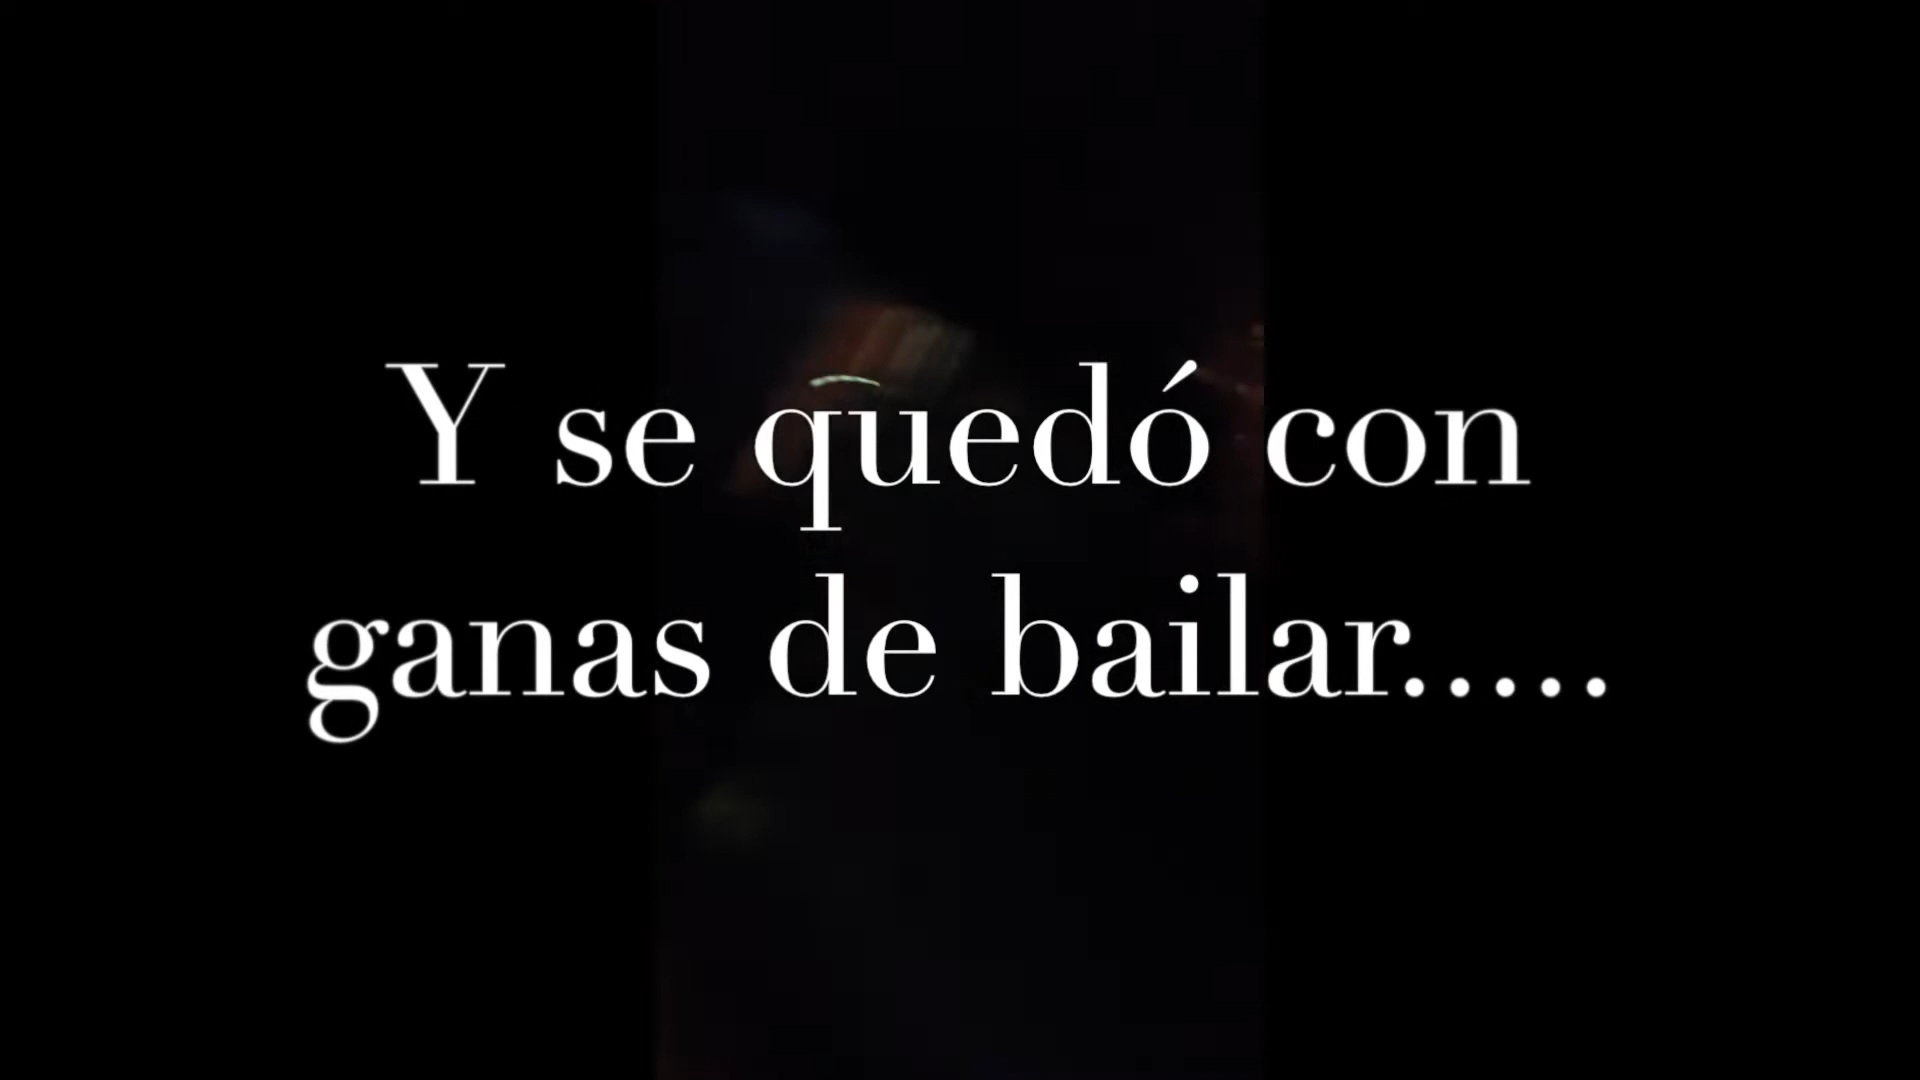 Y se quedó con
ganas de bailar.....